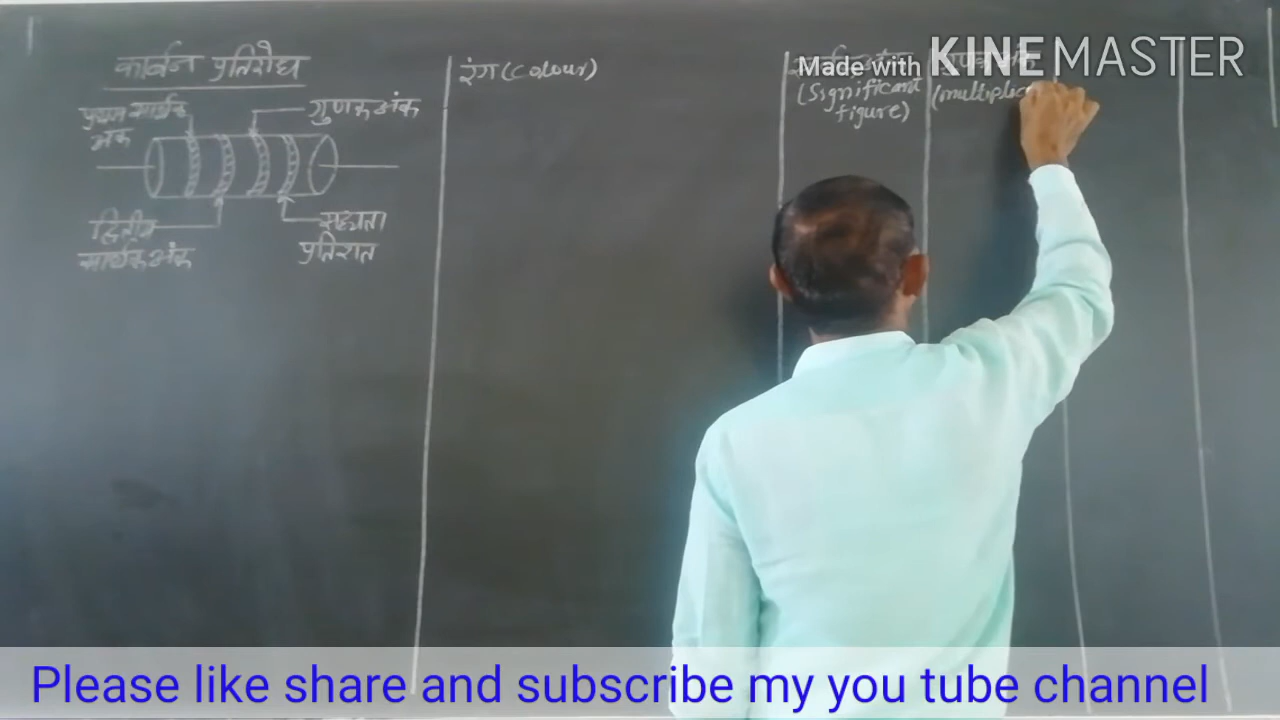 कार्बन प्रतिरोध
प्रथम सार्थक
अंक
गुणक अंक
द्वितीय
सार्थक अंक
सह्यता
प्रतिशत
रंग (Colour)
(Significant
figure)
Made with KINEMASTER
Please like share and subscribe my you tube channel